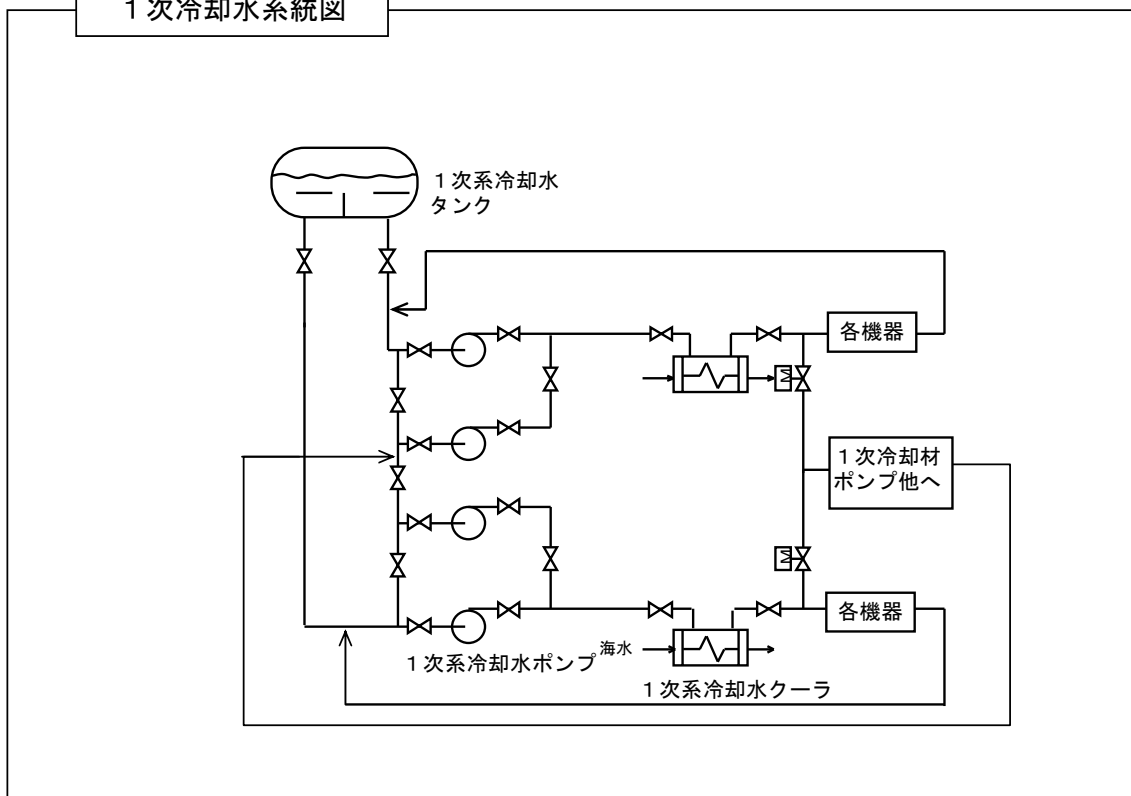 1次冷却水系統図
1次系冷却水
タンク
各機器
1次冷却材
ポンプ他へ
各機器
1次系冷却水ポンプ
海水
1次系冷却水クーラ